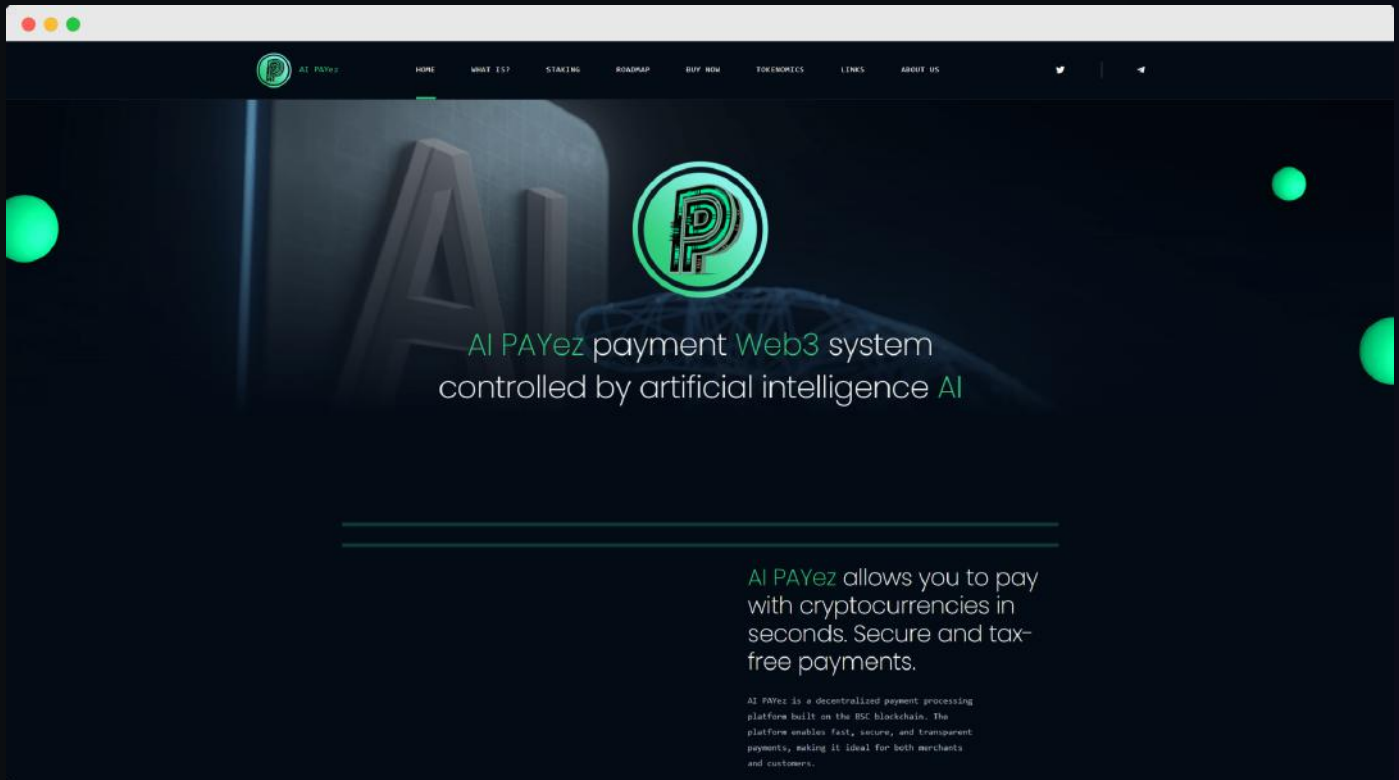 AI PAYez
HOME
WHAT IS?
STAKING
ROADMAP
BUY NOW
TOKENOMICS
LINKS
ABOUT US
AI
P
AI PAYez payment Web3 system
controlled by artificial intelligence AI
AI PAYez allows you to pay
with cryptocurrencies in
seconds. Secure and tax-
free payments.
AI PAYez is a decentralized payment processing
platform built on the BSC blockchain. The
platform enables fast, secure, and transparent
payments, making it ideal for both merchants
and customers.